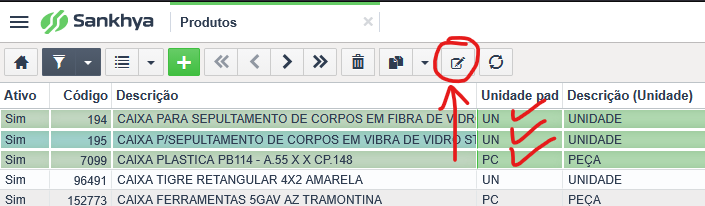 Sankhya
Produtos
Ativo Código Descrição Unidade pad Descrição (Unidade)
Sim 194 CAIXA PARA SEPULTAMENTO DE CORPOS EM FIBRA DE VIDRO UN UNIDADE
Sim 195 CAIXA P/SEPULTAMENTO DE CORPOS EM VIBRA DE VIDRO ST UN UNIDADE
Sim 7099 CAIXA PLASTICA PB114 - A.55 X X CP.148 PC PEÇA
Sim 96491 CAIXA TIGRE RETANGULAR 4X2 AMARELA UN UNIDADE
Sim 152773 CAIXA FERRAMENTAS 5GAV AZ TRAMONTINA PC PEÇA